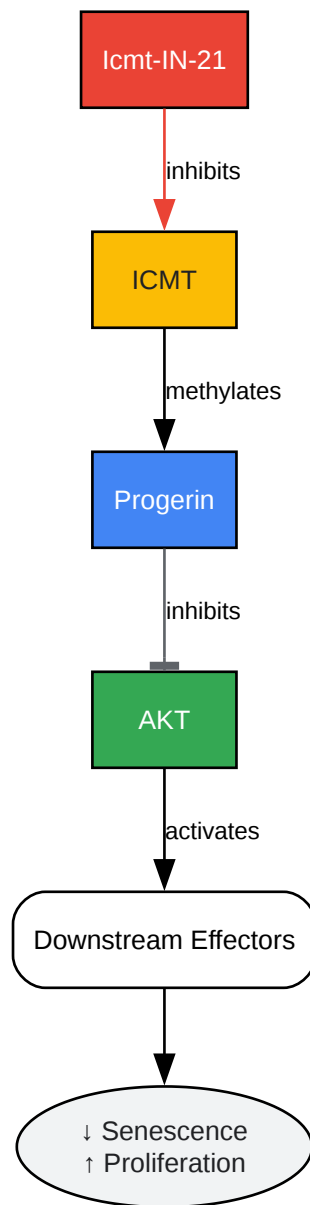 Icmt-IN-21
inhibits
ICMT
methylates
Progerin
inhibits
AKT
activates
Downstream Effectors
↓ Senescence
↑ Proliferation